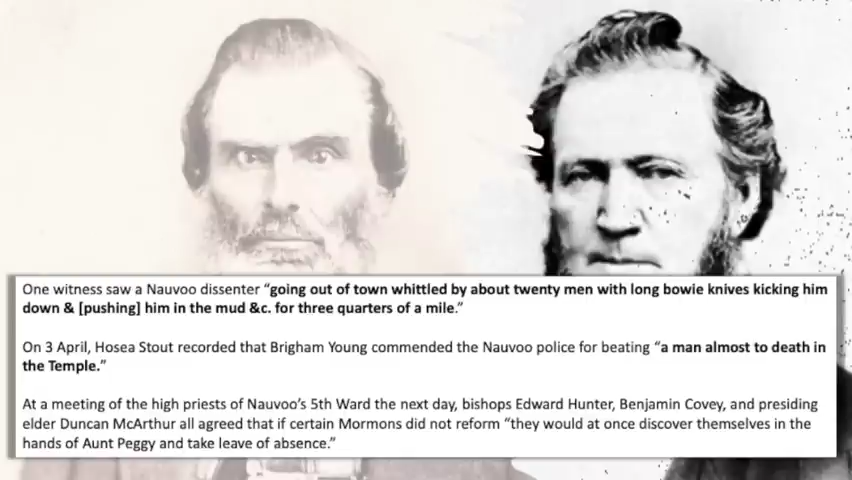 One witness saw a Nauvoo dissenter “going out of town whittled by about twenty men with long bowie knives kicking him
down & [pushing] him in the mud &c. for three quarters of a mile.”
On 3 April, Hosea Stout recorded that Brigham Young commended the Nauvoo police for beating “a man almost to death in
the Temple.”
At a meeting of the high priests of Nauvoo’s 5th Ward the next day, bishops Edward Hunter, Benjamin Covey, and presiding
elder Duncan McArthur all agreed that if certain Mormons did not reform “they would at once discover themselves in the
hands of Aunt Peggy and take leave of absence.”